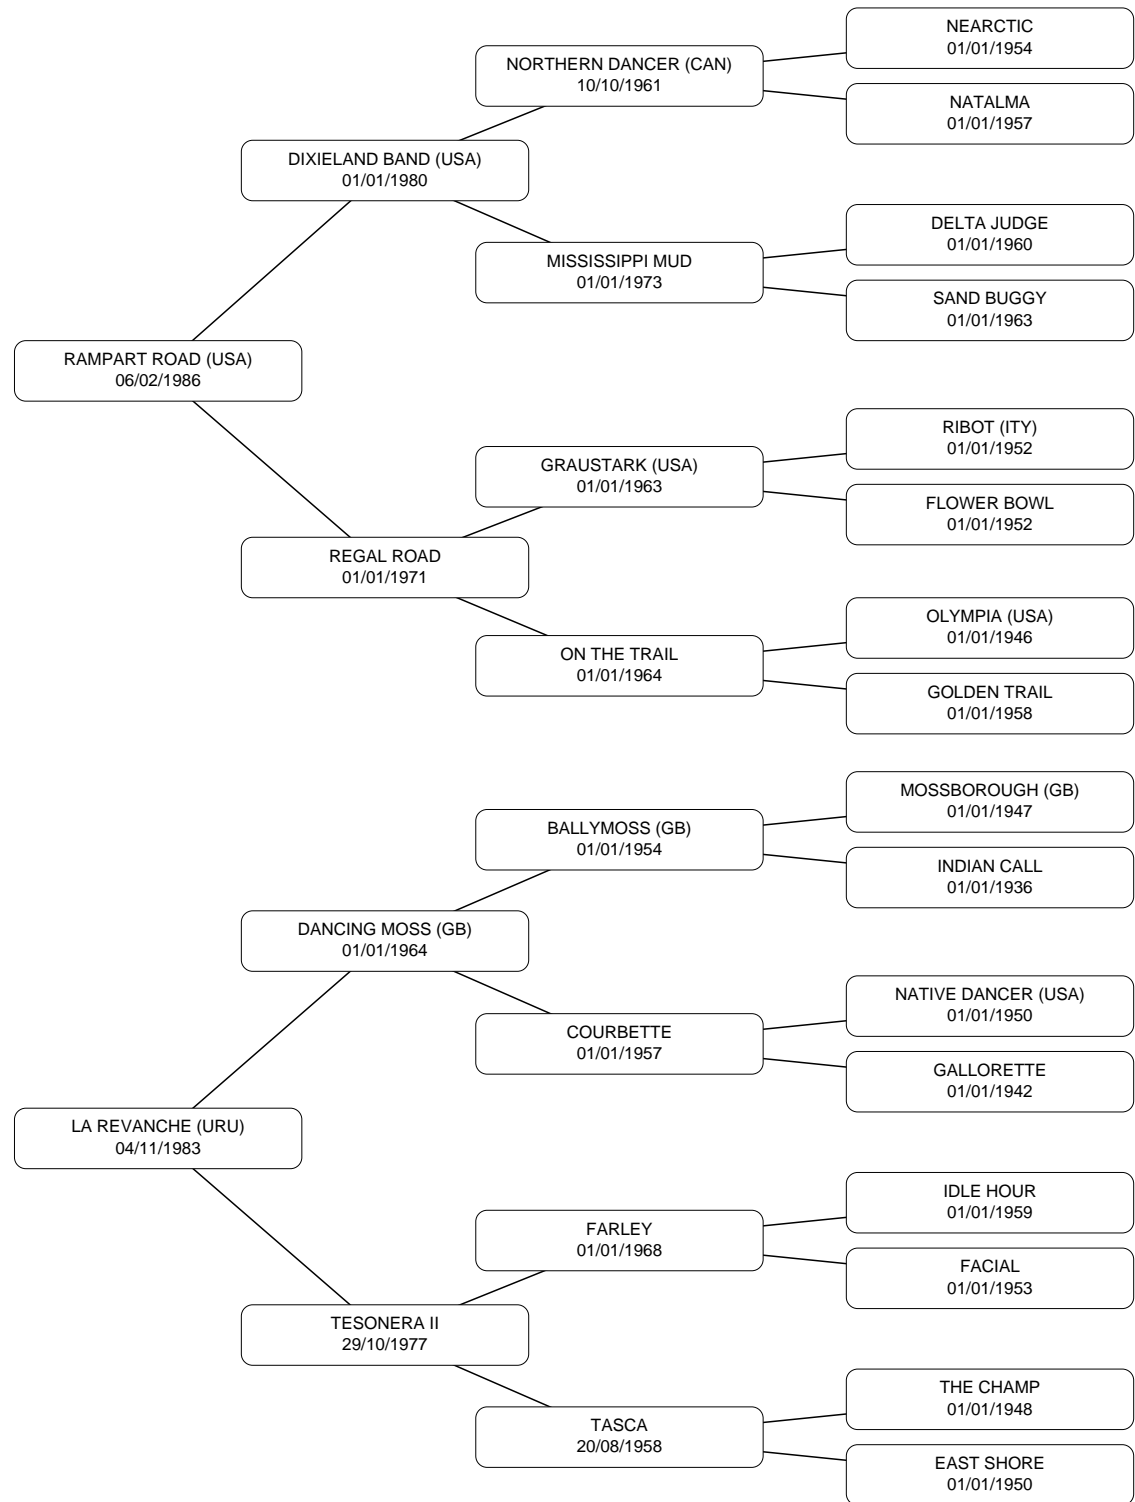 NEARCTIC
01/01/1954
NORTHERN DANCER (CAN)
10/10/1961
NATALMA
01/01/1957
DIXIELAND BAND (USA)
01/01/1980
DELTA JUDGE
01/01/1960
MISSISSIPPI MUD
01/01/1973
SAND BUGGY
01/01/1963
RAMPART ROAD (USA)
06/02/1986
RIBOT (ITY)
01/01/1952
GRAUSTARK (USA)
01/01/1963
FLOWER BOWL
01/01/1952
REGAL ROAD
01/01/1971
OLYMPIA (USA)
01/01/1946
ON THE TRAIL
01/01/1964
GOLDEN TRAIL
01/01/1958
MOSSBOROUGH (GB)
01/01/1947
BALLYMOSS (GB)
01/01/1954
INDIAN CALL
01/01/1936
DANCING MOSS (GB)
01/01/1964
NATIVE DANCER (USA)
01/01/1950
COURBETTE
01/01/1957
GALLORETTE
01/01/1942
LA REVANCHE (URU)
04/11/1983
IDLE HOUR
01/01/1959
FARLEY
01/01/1968
FACIAL
01/01/1953
TESONERA II
29/10/1977
THE CHAMP
01/01/1948
TASCA
20/08/1958
EAST SHORE
01/01/1950